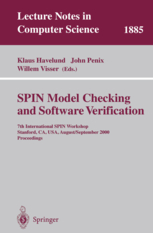 Lecture Notes in
Computer Science
1885
Klaus Havelund John Penix
Willem Visser (Eds.)
SPIN Model Checking
and Software Verification
7th International SPIN Workshop
Stanford, CA, USA, August/September 2000
Proceedings
Springer